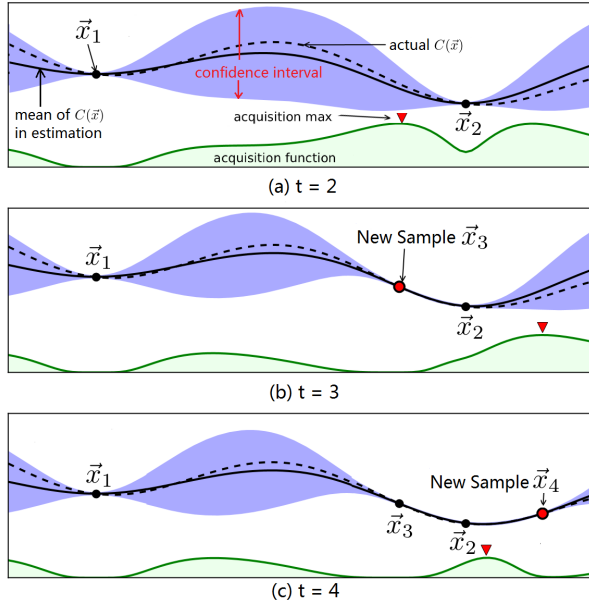 x⃗₁
actual C(x⃗)
confidence interval
mean of C(x⃗)
in estimation
acquisition max
x⃗₂
acquisition function
(a) t = 2
New Sample x⃗₃
x⃗₁
x⃗₂
(b) t = 3
x⃗₁
New Sample x⃗₄
x⃗₃
x⃗₂
(c) t = 4